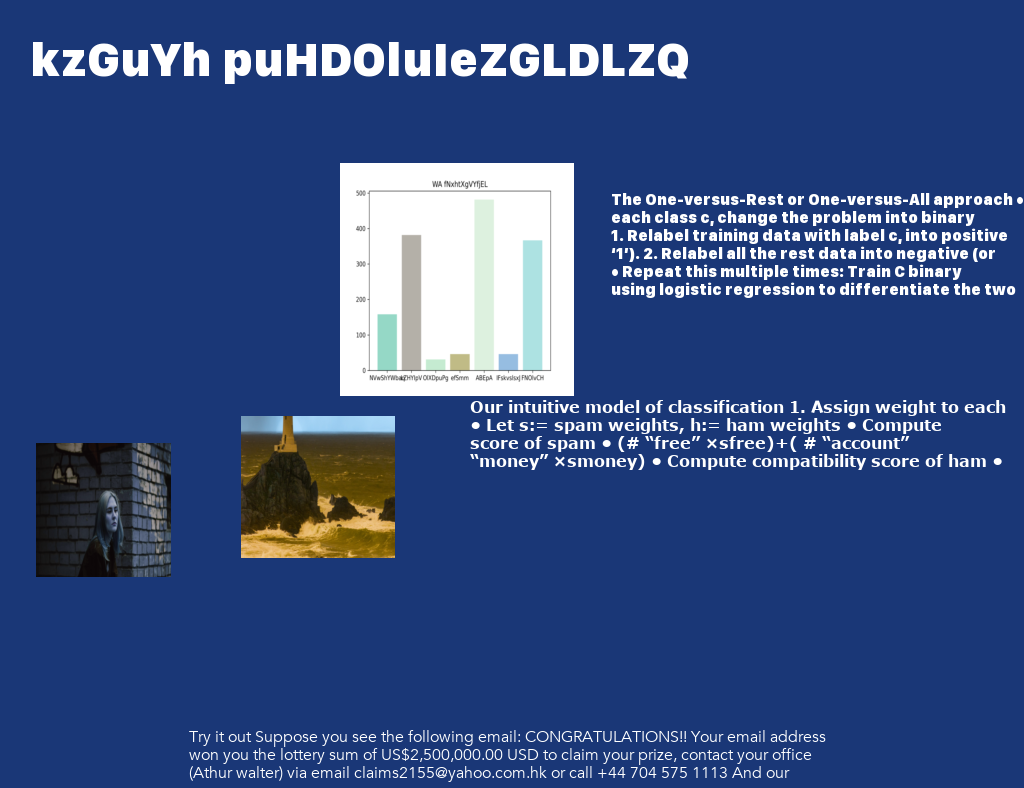 kzGuYh puHDOluIeZGLDLZQ
WA fNxhtXgVYfjEL
500
400
300
200
100
0
OIXDpuPg efSmm ABEpA FNOlvCH
The One-versus-Rest or One-versus-All approach •
each class c, change the problem into binary
1. Relabel training data with label c, into positive
‘1’). 2. Relabel all the rest data into negative (or
• Repeat this multiple times: Train C binary
using logistic regression to differentiate the two
Our intuitive model of classification 1. Assign weight to each
• Let s:= spam weights, h:= ham weights • Compute
score of spam • (# “free” ×sfree)+( # “account”
“money” ×smoney) • Compute compatibility score of ham •
Try it out Suppose you see the following email: CONGRATULATIONS!! Your email address
won you the lottery sum of US$2,500,000.00 USD to claim your prize, contact your office
(Athur walter) via email claims2155@yahoo.com.hk or call +44 704 575 1113 And our